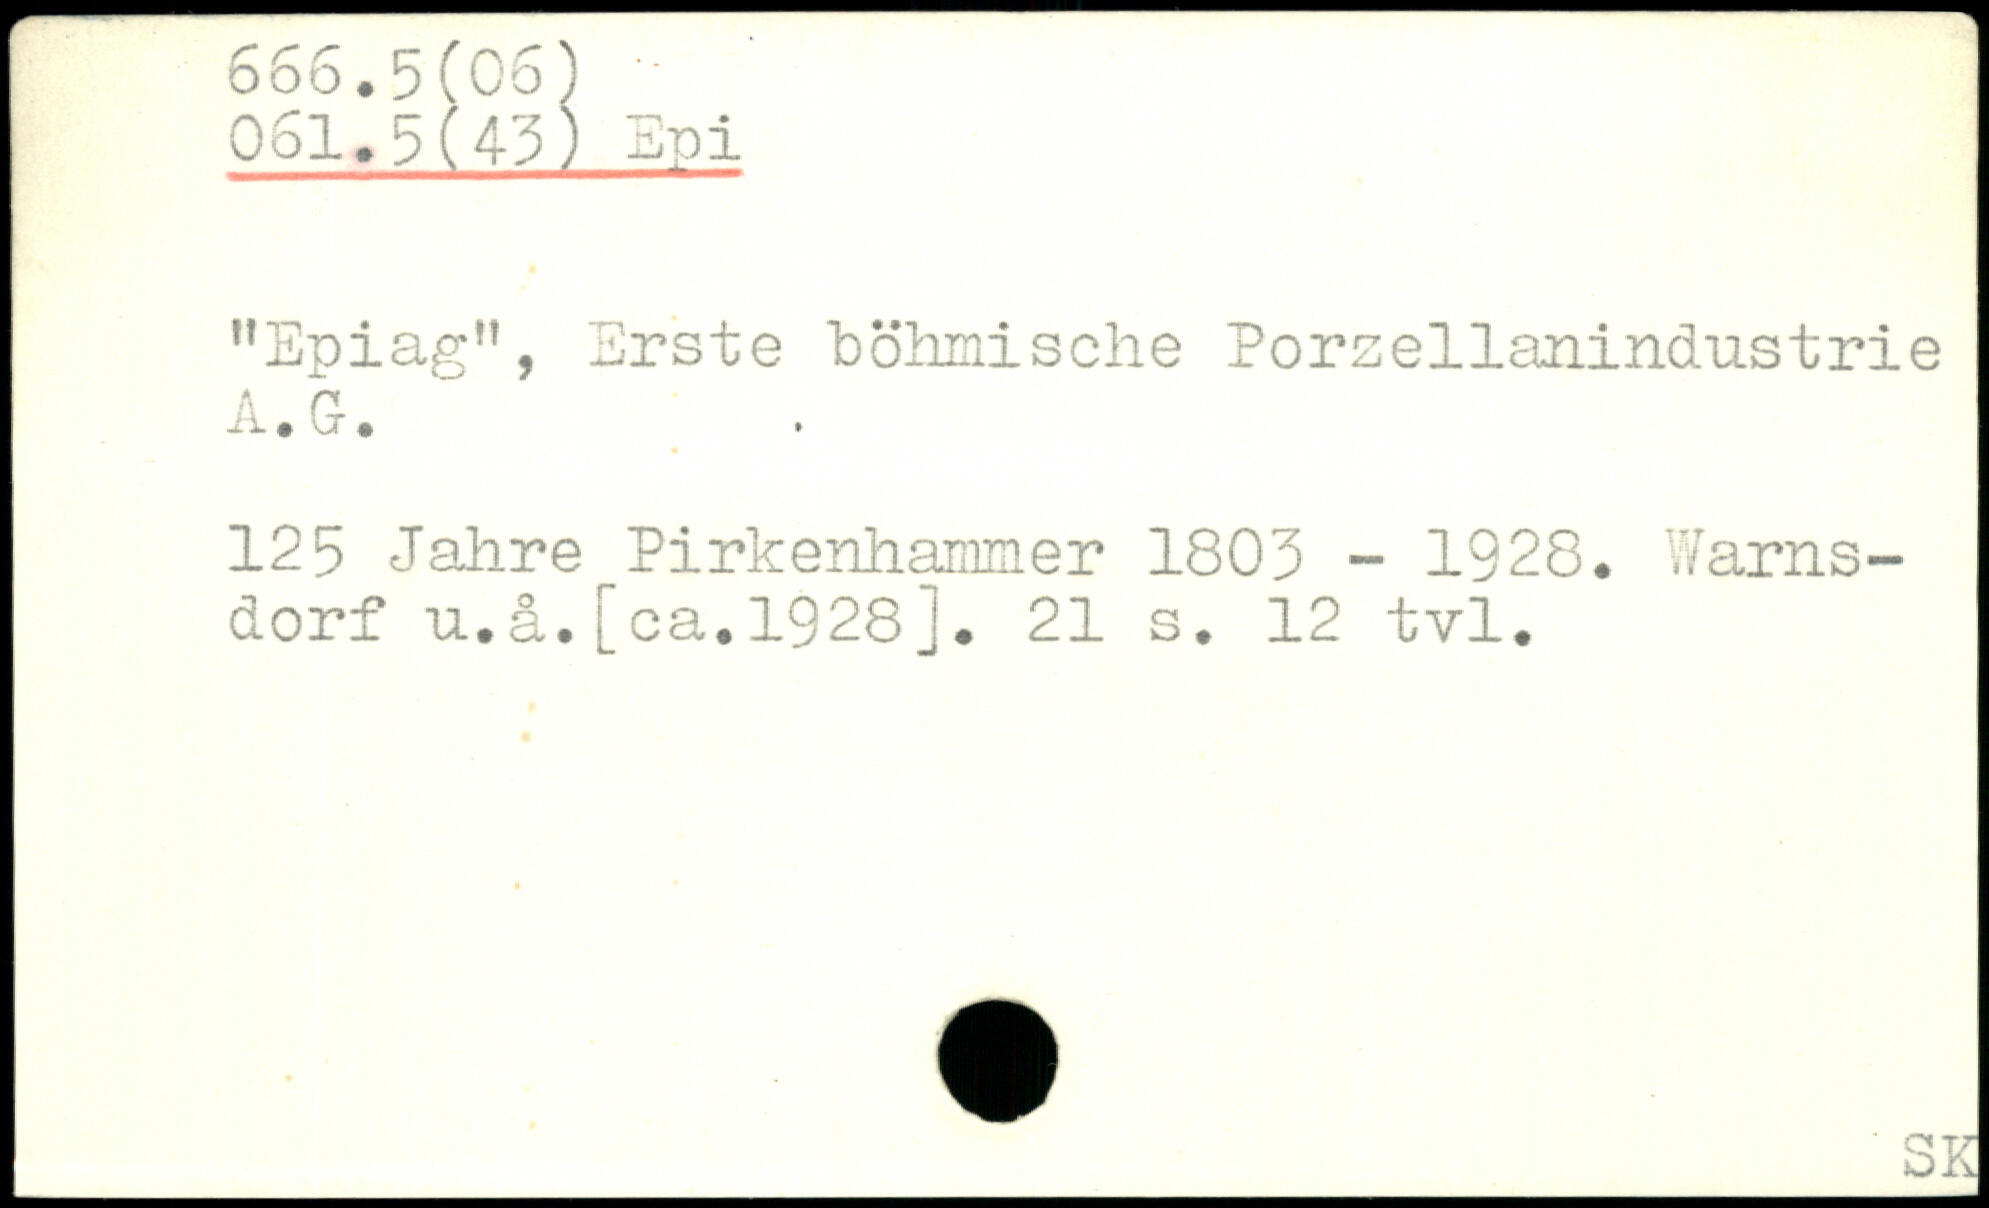 666.5(06)
061.5(43) Epi
"Epiag", Erste böhmische Porzellanindustrie
A.G.
125 Jahre Pirkenhammer 1803 - 1928. Warns-
dorf u.å.[ca.1928]. 21 s. 12 tvl.
SK